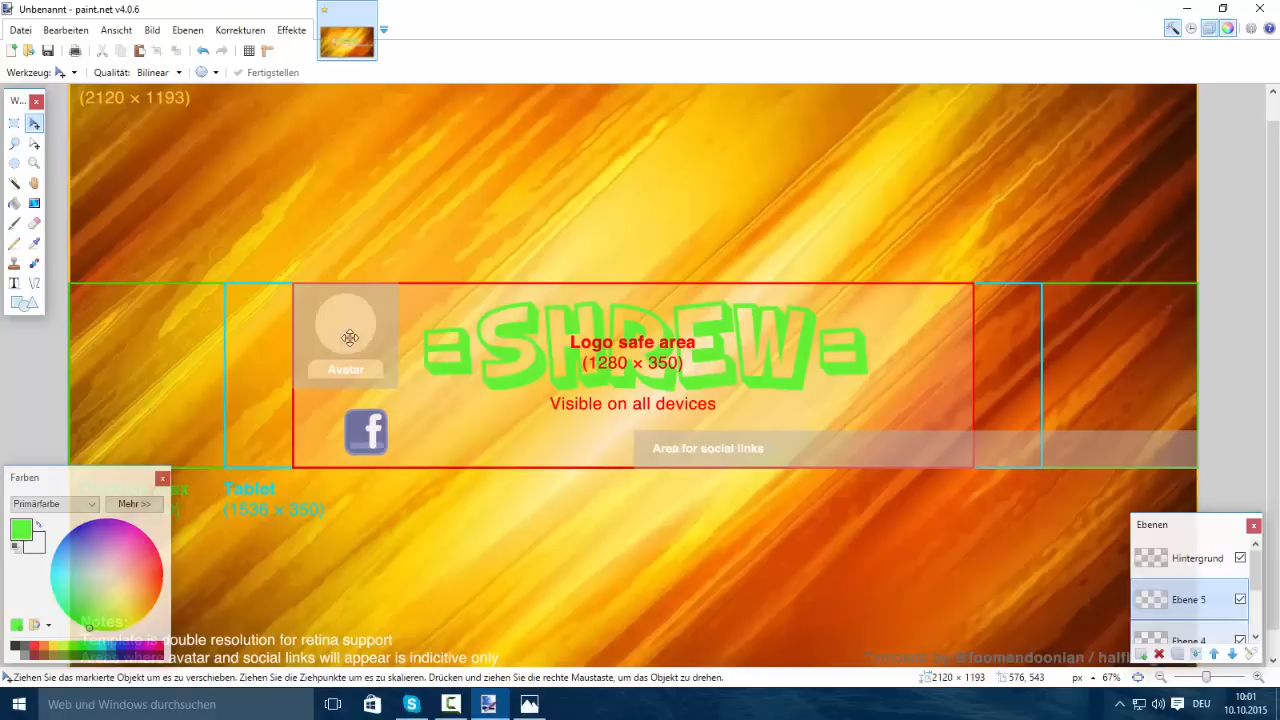 Unbenannt - paint.net v4.0.6
Datei Bearbeiten Ansicht Bild Ebenen Korrekturen Effekte
Werkzeug: Qualität: Bilinear Fertigstellen
W...
(2120 × 1193)
=SHREW=
Logo safe area
(1280 × 350)
Avatar
Visible on all devices
f
Area for social links
Farben
Primärfarbe Mehr >>
Tablet
(1536 × 350)
Ebenen
Hintergrund
Ebene 5
Ebene 4
Notes:
Template is double resolution for retina support
Areas where avatar and social links will appear is indicitive only
Template by @foomandoonian /
Ziehen Sie das markierte Objekt um es zu verschieben. Ziehen Sie die Ziehpunkte um es zu skalieren. Drücken und ziehen Sie die rechte Maustaste, um das Objekt zu drehen.
2120 × 1193 576, 543 px 67%
Web und Windows durchsuchen
DEU
10:01
10.10.2015